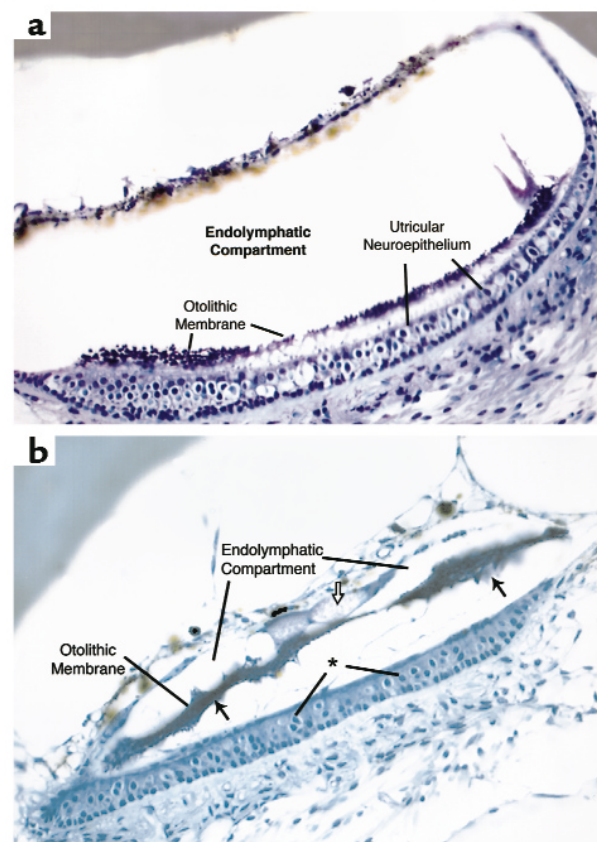 a
Endolymphatic
Compartment
Utricular
Neuroepithelium
Otolithic
Membrane
b
Endolymphatic
Compartment
Otolithic
Membrane
*